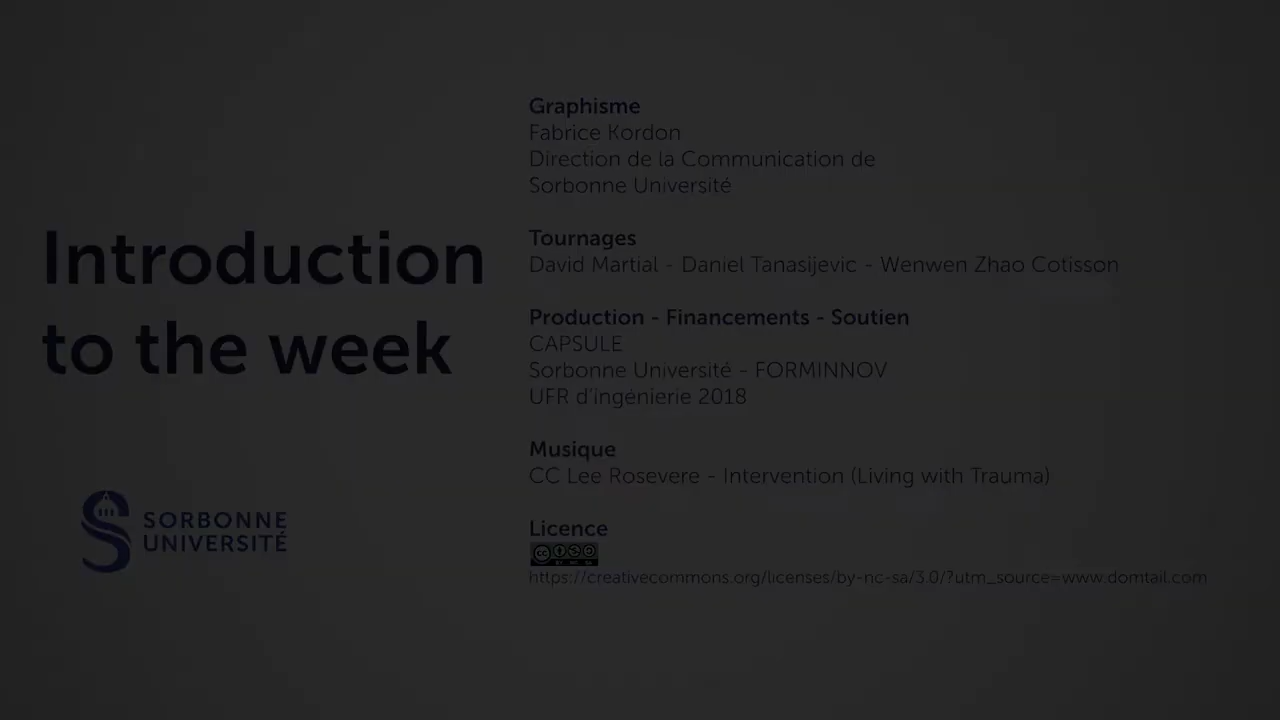 Introduction
to the week
SORBONNE
UNIVERSITÉ
Graphisme
Fabrice Kordon
Direction de la Communication de
Sorbonne Université
Tournages
David Martial - Daniel Tanasijevic - Wenwen Zhao Cotisson
Production - Financements - Soutien
CAPSULE
Sorbonne Université - FORMINNOV
UFR d'ingénierie 2018
Musique
CC Lee Rosevere - Intervention (Living with Trauma)
Licence
https://creativecommons.org/licenses/by-nc-sa/3.0/?utm_source=www.domtail.com